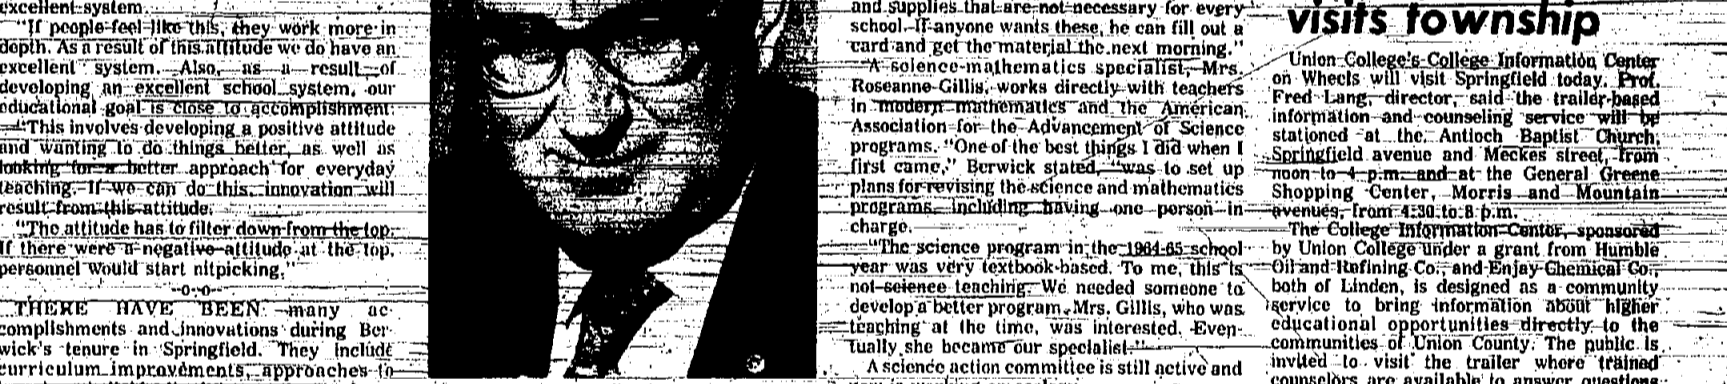 excellent system.
"If people feel like this, they work more in
depth. As a result of this attitude we do have an
excellent system. Also, as a result of
developing an excellent school system, our
educational goal is close to accomplishment.
"This involves developing a positive attitude
and wanting to do things better, as well as
looking for a better approach for everyday
teaching. If we can do this, innovation will
result from this attitude.
"The attitude has to filter down from the top.
If there were a negative attitude at the top,
personnel would start nitpicking."
--o--
THERE HAVE BEEN many ac-
complishments and innovations during Ber-
wick's tenure in Springfield. They include
curriculum improvements, approaches to
and supplies that are not necessary for every
school. If anyone wants these, he can fill out a
card and get the material the next morning."
A science-mathematics specialist, Mrs.
Roseanne Gillis, works directly with teachers
in modern mathematics and the American
Association for the Advancement of Science
programs. "One of the best things I did when I
first came," Berwick stated, "was to set up
plans for revising the science and mathematics
programs, including having one person in
charge.
"The science program in the 1964-65 school
year was very textbook-based. To me, this is
not science teaching. We needed someone to
develop a better program. Mrs. Gillis, who was
teaching at the time, was interested. Even-
tually she became our specialist."
A science action committee is still active and
visits township
Union College's College Information Center
on Wheels will visit Springfield today. Prof.
Fred Lang, director, said the trailer-based
information and counseling service will be
stationed at the Antioch Baptist Church,
Springfield avenue and Meckes street, from
noon to 4 p.m. and at the General Greene
Shopping Center, Morris and Mountain
avenues, from 4:30 to 8 p.m.
The College Information Center, sponsored
by Union College under a grant from Humble
Oil and Refining Co., and Enjay Chemical Co.,
both of Linden, is designed as a community
service to bring information about higher
educational opportunities directly to the
communities of Union County. The public is
invited to visit the trailer where trained
counselors are available to answer questions